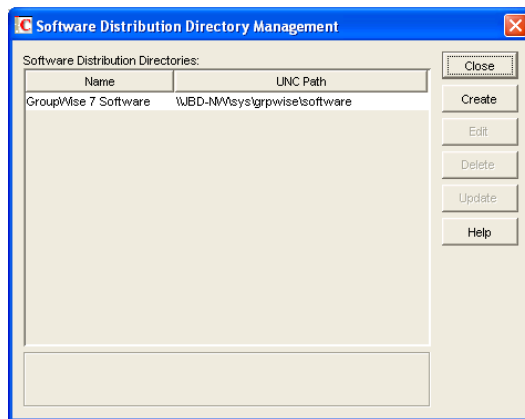 Software Distribution Directory Management
Software Distribution Directories:
Name UNC Path
GroupWise 7 Software \\JBD-NW\sys\grpwise\software
Close
Create
Edit
Delete
Update
Help